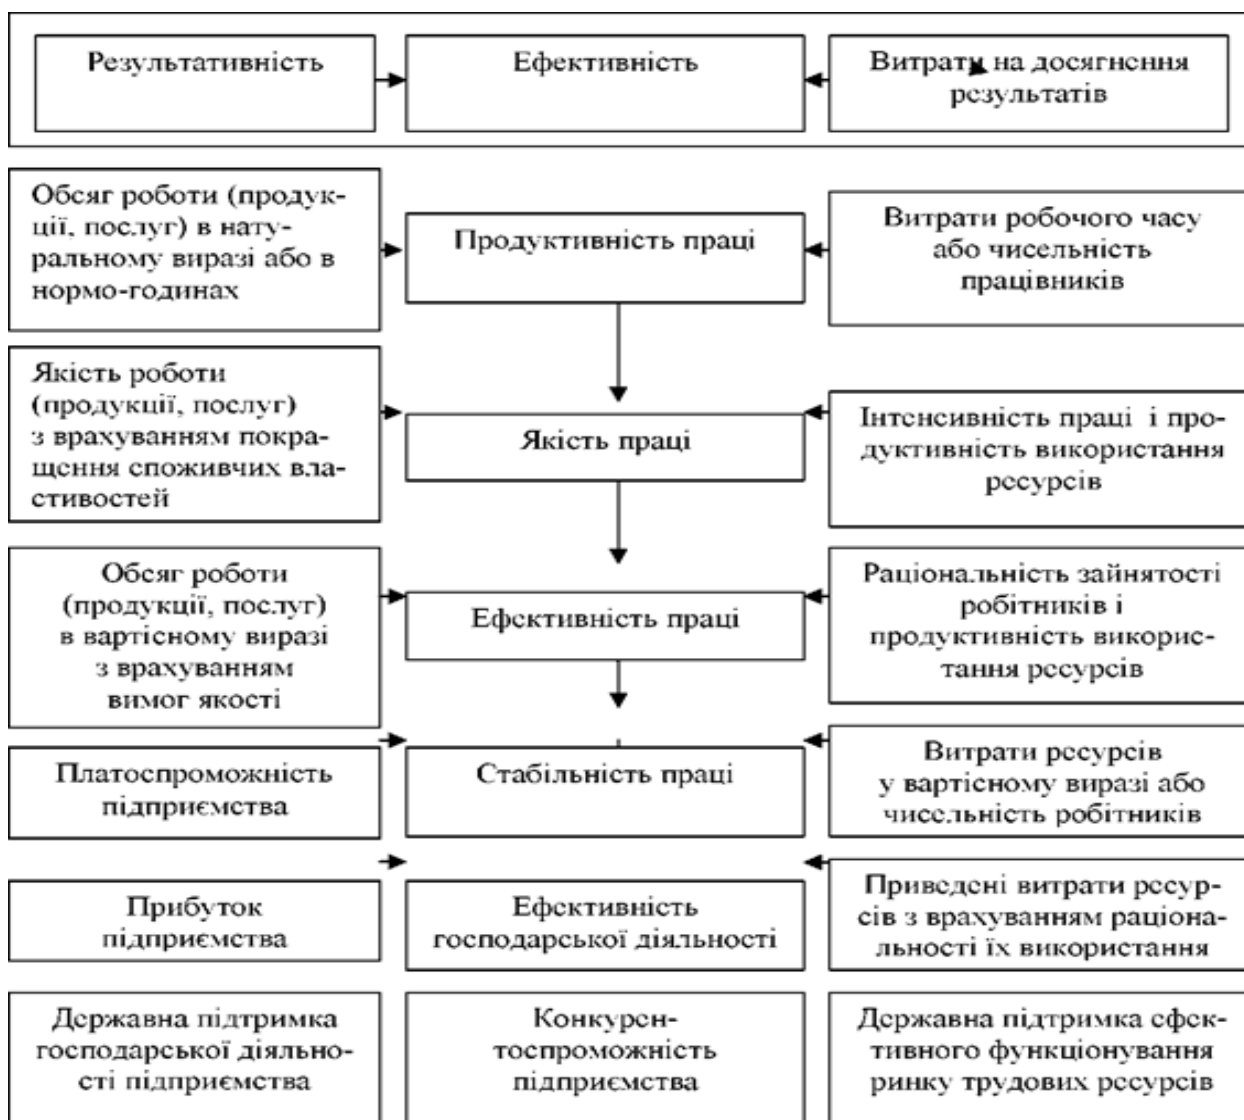 Результативність
Ефективність
Витрати на досягнення
результатів
Обсяг роботи (продук-
ції, послуг) в нату-
ральному виразі або в
нормо-годинах
Продуктивність праці
Витрати робочого часу
або чисельність
працівників
Якість роботи
(продукції, послуг)
з врахуванням покра-
щення споживчих вла-
стивостей
Якість праці
Інтенсивність праці і про-
дуктивність використання
ресурсів
Обсяг роботи
(продукції, послуг)
в вартісному виразі
з врахуванням
вимог якості
Ефективність праці
Раціональність зайнятості
робітників і
продуктивність викорис-
тання ресурсів
Платоспроможність
підприємства
Стабільність праці
Витрати ресурсів
у вартісному виразі або
чисельність робітників
Прибуток
підприємства
Ефективність
господарської діяльності
Приведені витрати ресур-
сів з врахуванням раціона-
льності їх використання
Державна підтримка
господарської діяльно-
сті підприємства
Конкурен-
тоспроможність
підприємства
Державна підтримка ефек-
тивного функціонування
ринку трудових ресурсів